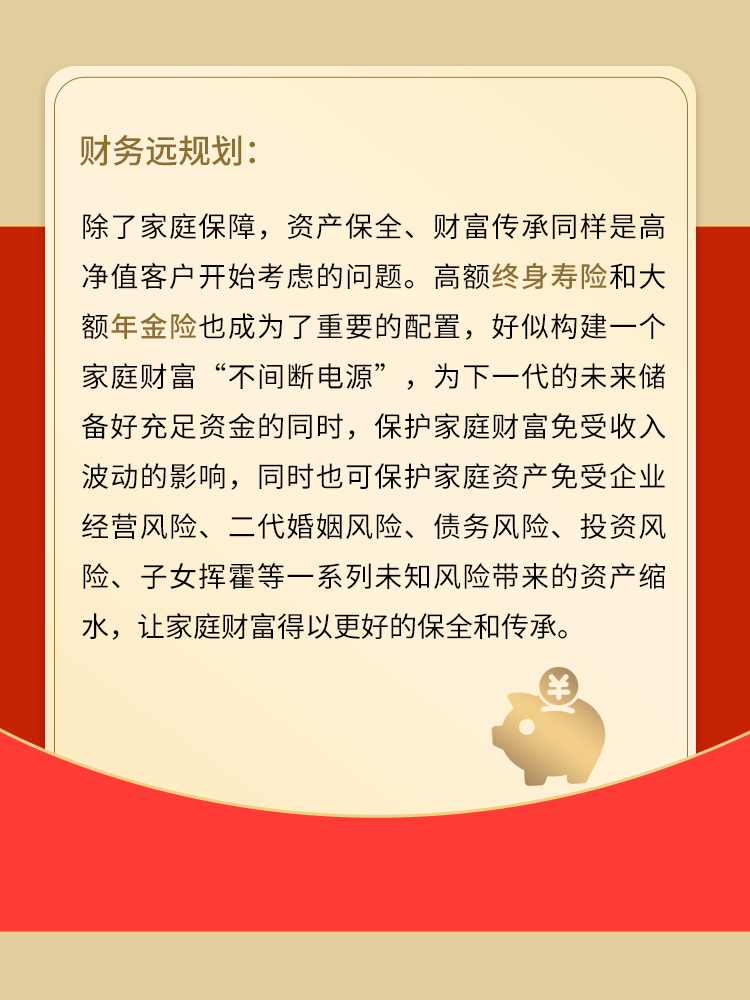 财务远规划：
除了家庭保障，资产保全、财富传承同样是高
净值客户开始考虑的问题。高额终身寿险和大
额年金险也成为了重要的配置，好似构建一个
家庭财富“不间断电源”，为下一代的未来储
备好充足资金的同时，保护家庭财富免受收入
波动的影响，同时也可保护家庭资产免受企业
经营风险、二代婚姻风险、债务风险、投资风
险、子女挥霍等一系列未知风险带来的资产缩
水，让家庭财富得以更好的保全和传承。
¥